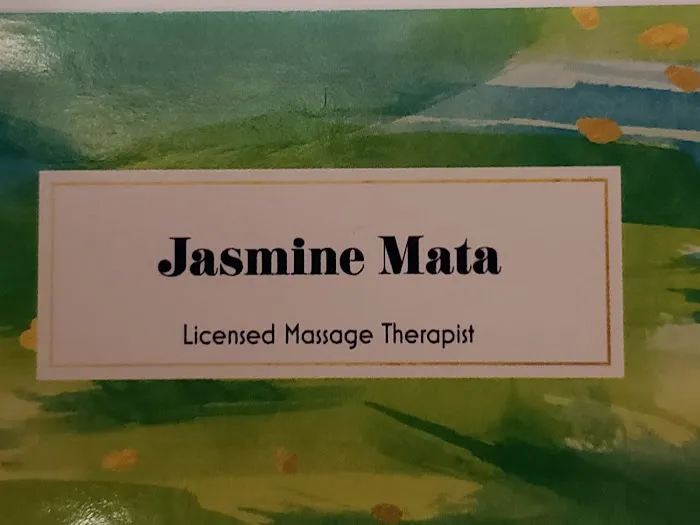 Jasmine Mata
Licensed Massage Therapist